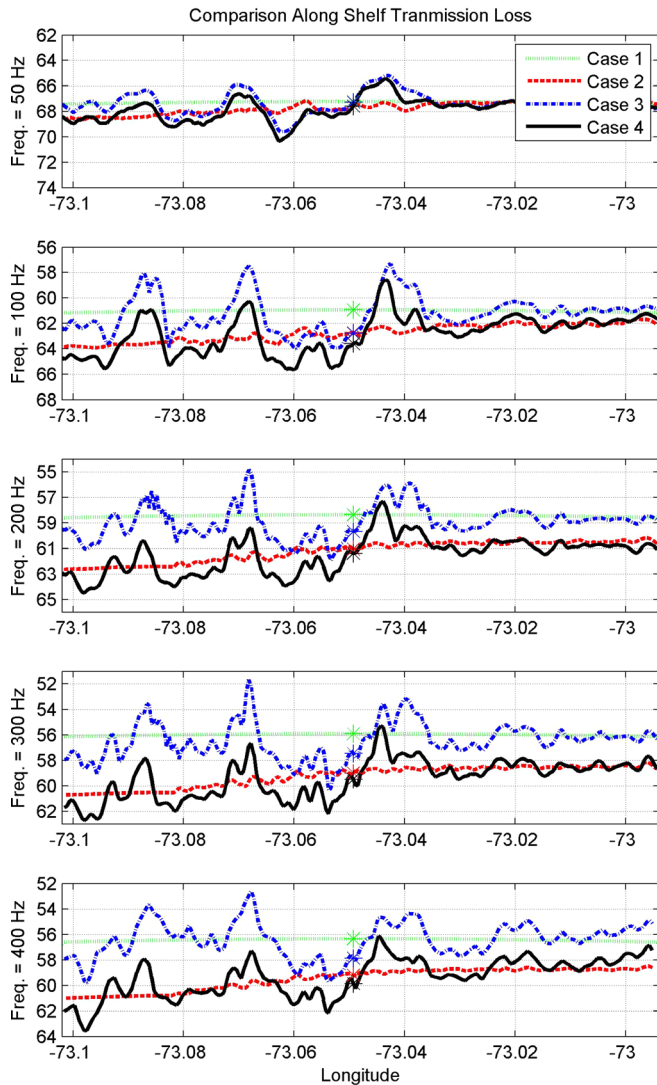 Comparison Along Shelf Tranmission Loss
Freq. = 50 Hz
62
64
66
68
70
72
74
-73.1 -73.08 -73.06 -73.04 -73.02 -73
Case 1
Case 2
Case 3
Case 4
Freq. = 100 Hz
56
58
60
62
64
66
68
-73.1 -73.08 -73.06 -73.04 -73.02 -73
Freq. = 200 Hz
55
57
59
61
63
65
-73.1 -73.08 -73.06 -73.04 -73.02 -73
Freq. = 300 Hz
52
54
56
58
60
62
-73.1 -73.08 -73.06 -73.04 -73.02 -73
Freq. = 400 Hz
52
54
56
58
60
62
64
-73.1 -73.08 -73.06 -73.04 -73.02 -73
Longitude